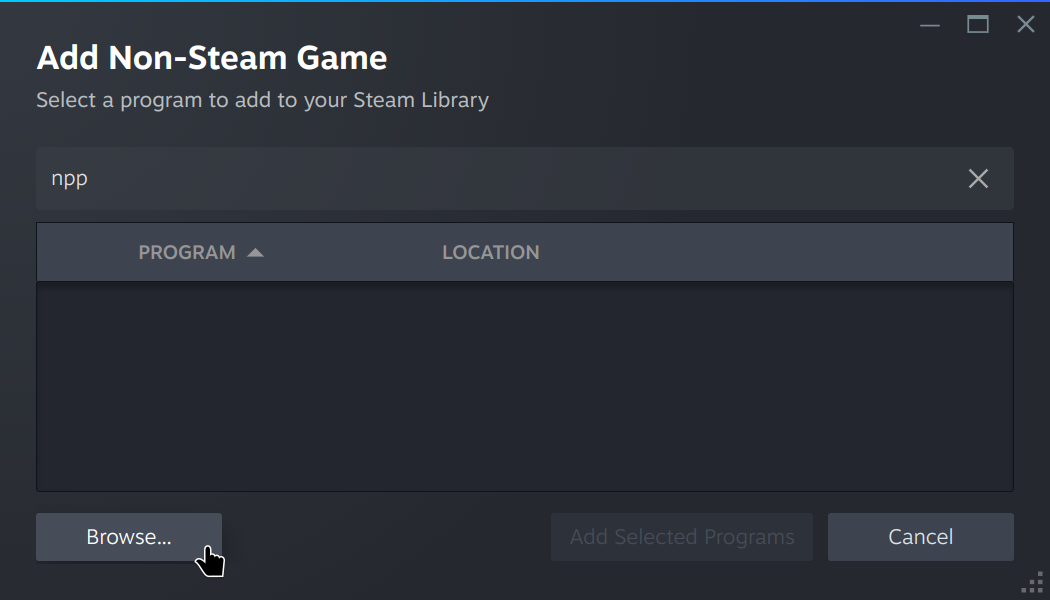 Add Non-Steam Game
Select a program to add to your Steam Library
npp
PROGRAM LOCATION
Browse... Add Selected Programs Cancel